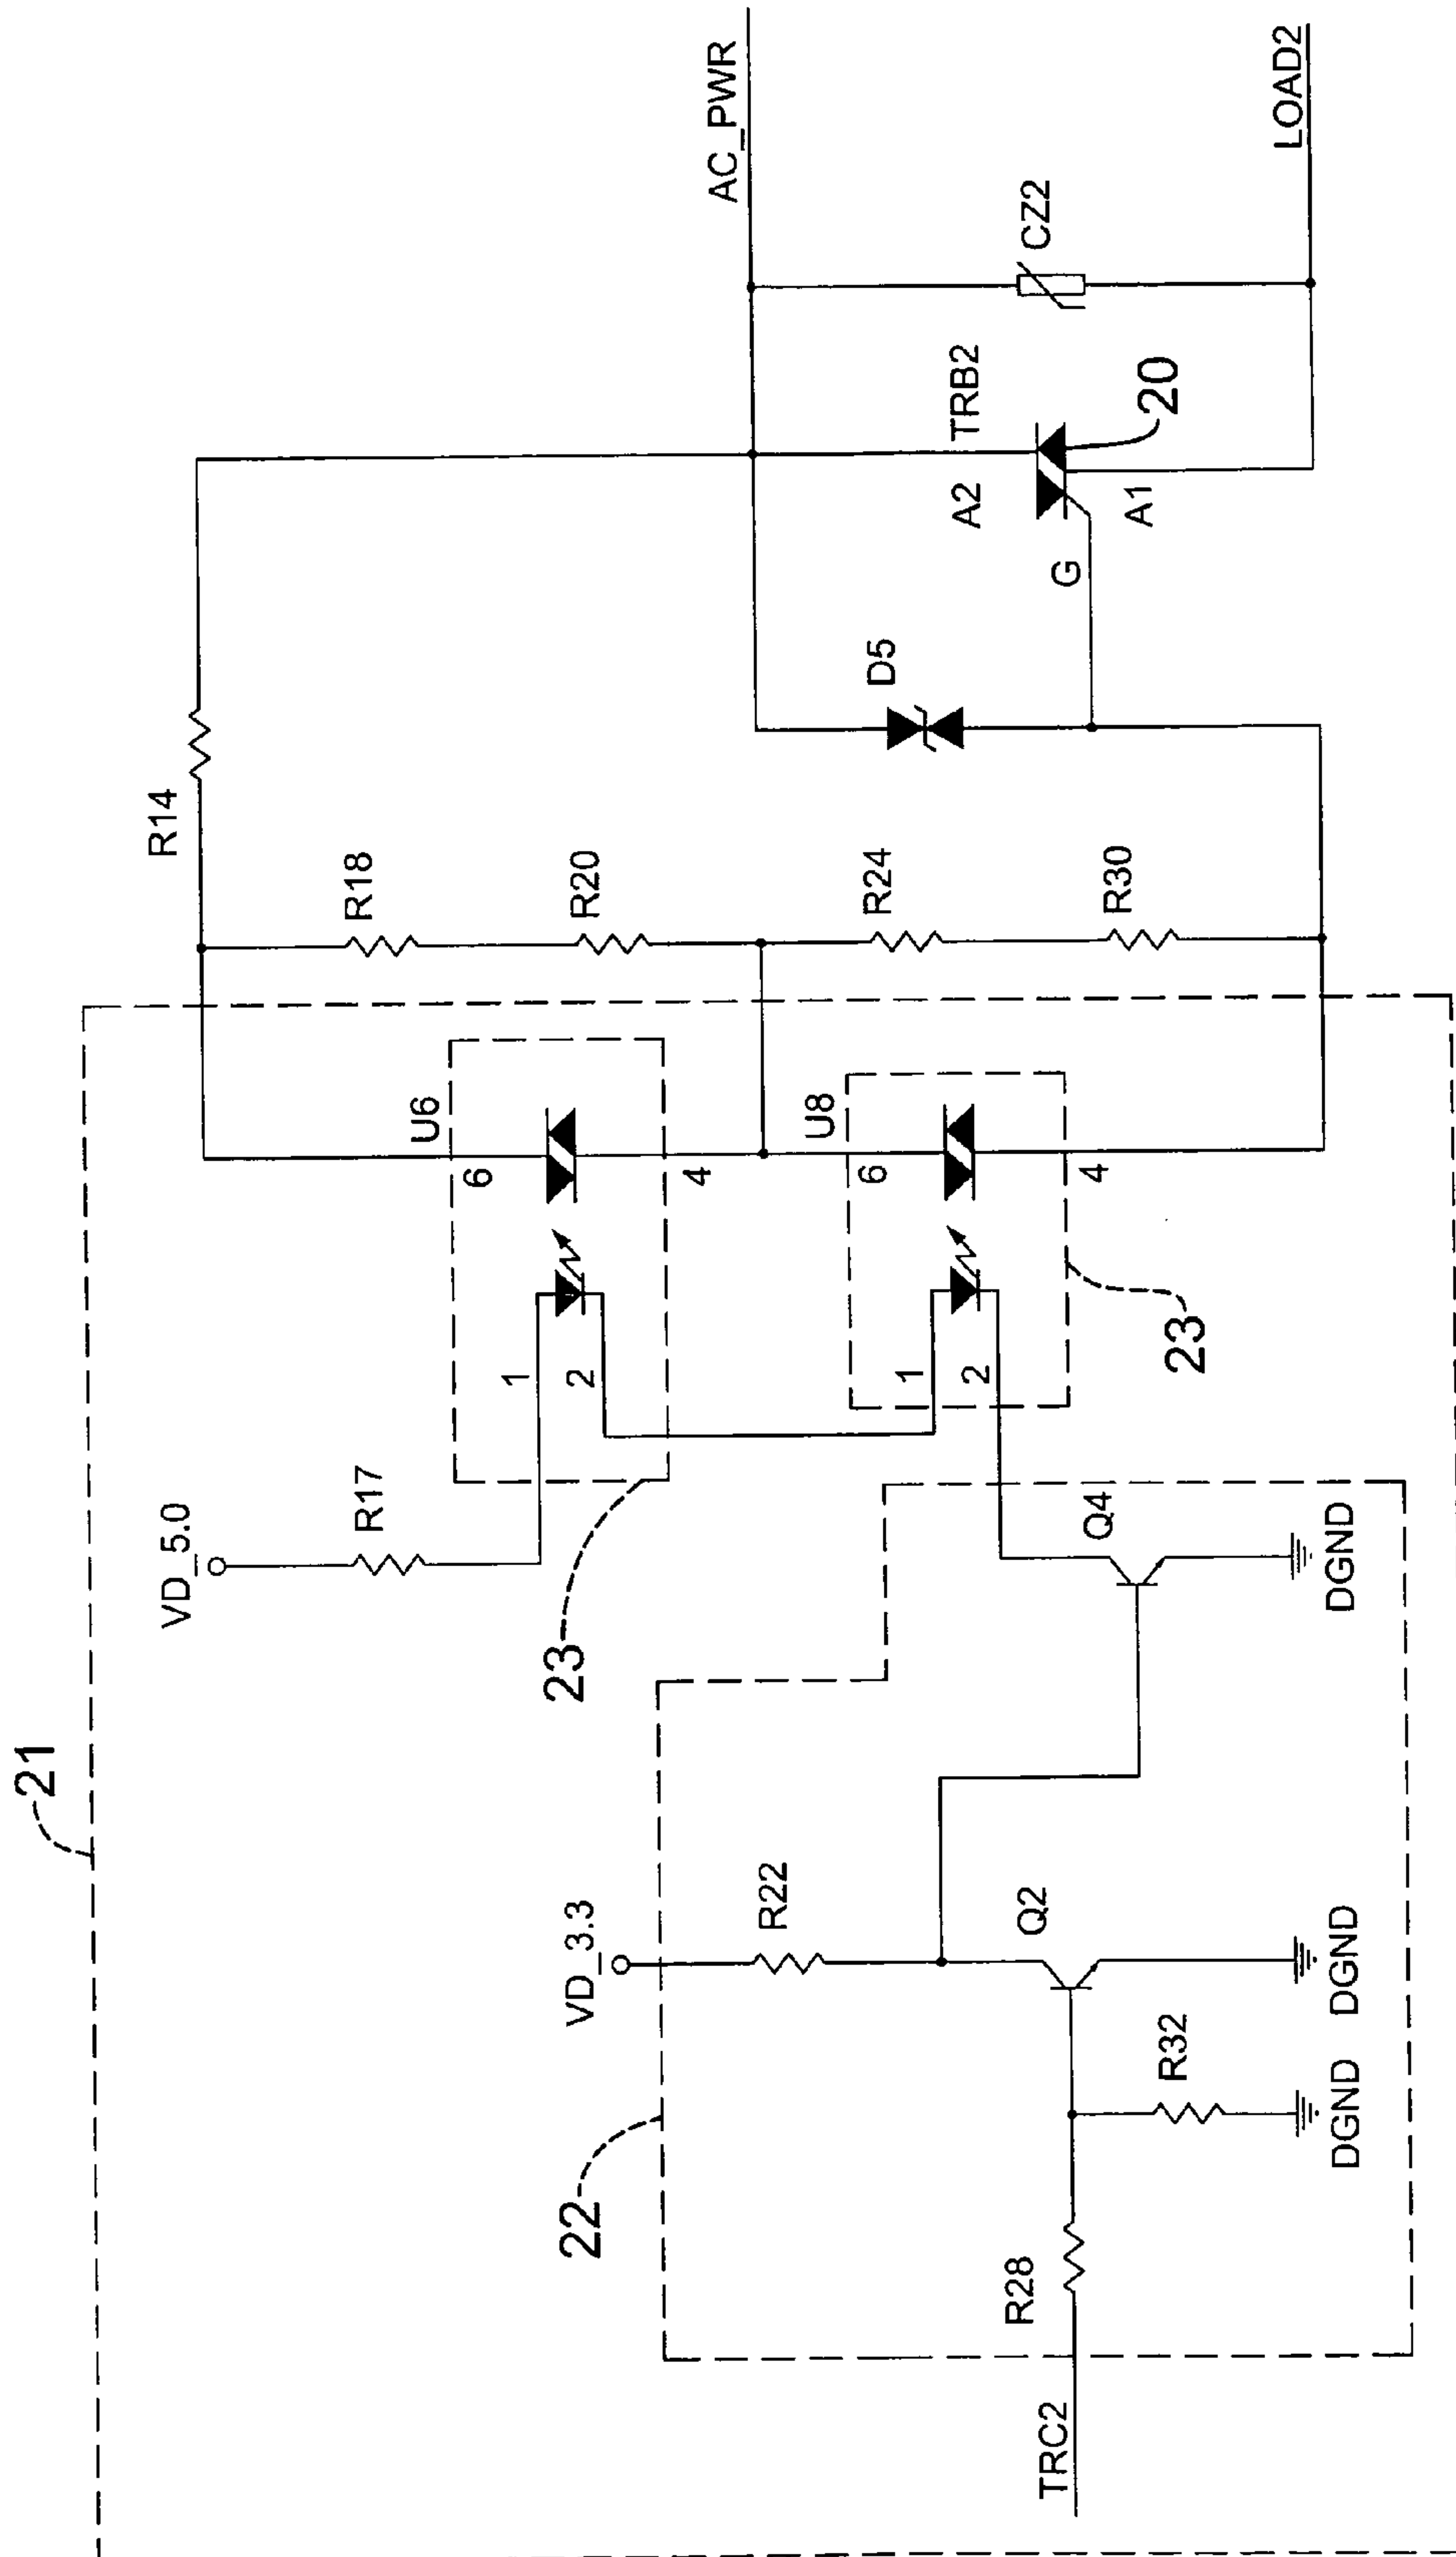 21
VD_5.0
R17
23
U6
1
2
6
4
R14
R18
R20
R24
R30
U8
1
2
6
4
23
D5
AC_PWR
TRB2
A2
A1
G
20
CZ2
LOAD2
22
VD_3.3
R22
Q2
Q4
DGND
TRC2
R28
R32
DGND
DGND